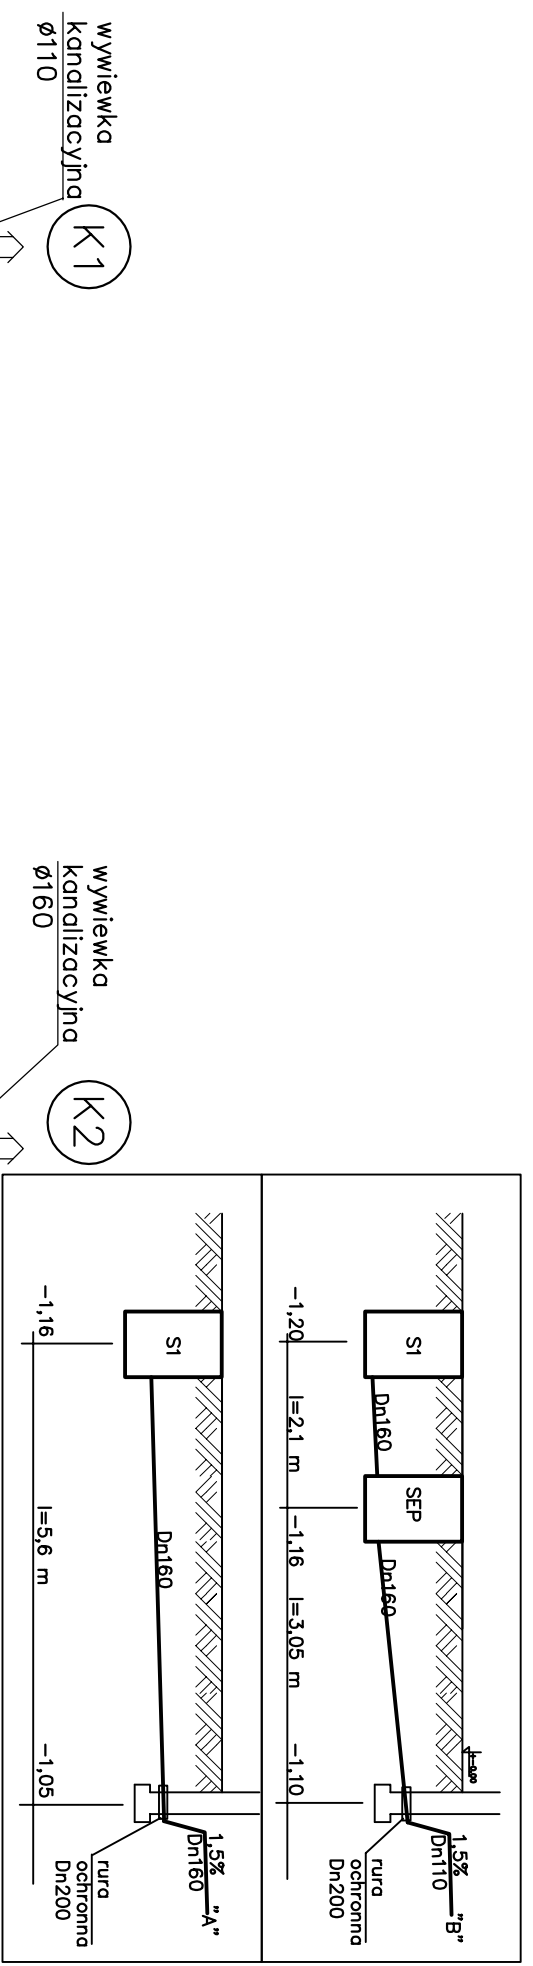 wywiewka
kanalizacyjna
ø110
K1
wywiewka
kanalizacyjna
ø160
K2
+-0,00
S1
SEP
Dn160
Dn160
1,5%
Dn110
"B"
rura
ochronna
Dn200
-1,20
l=2,1 m
-1,16
l=3,05 m
-1,10
S1
Dn160
1,5%
Dn160
"A"
rura
ochronna
Dn200
-1,16
l=5,6 m
-1,05